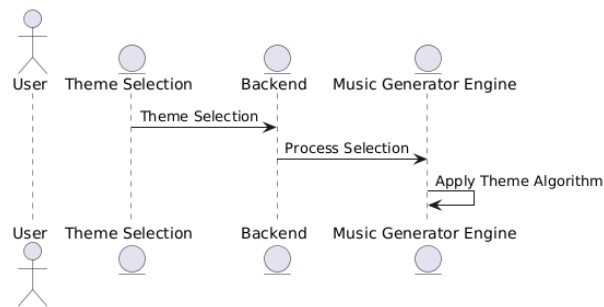 User Theme Selection Backend Music Generator Engine
Theme Selection
Process Selection
Apply Theme Algorithm
User Theme Selection Backend Music Generator Engine